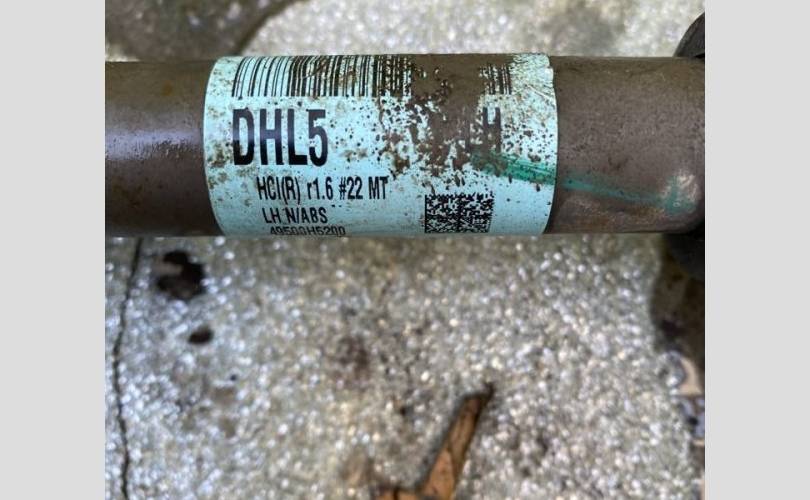 DHL5
HCI(R) r1.6 #22 MT
LH N/ABS
49500H5200